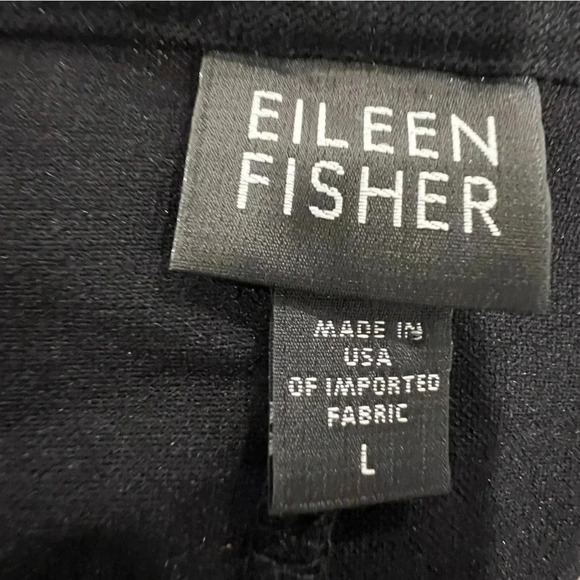 EILEEN
FISHER
MADE IN
USA
OF IMPORTED
FABRIC
L